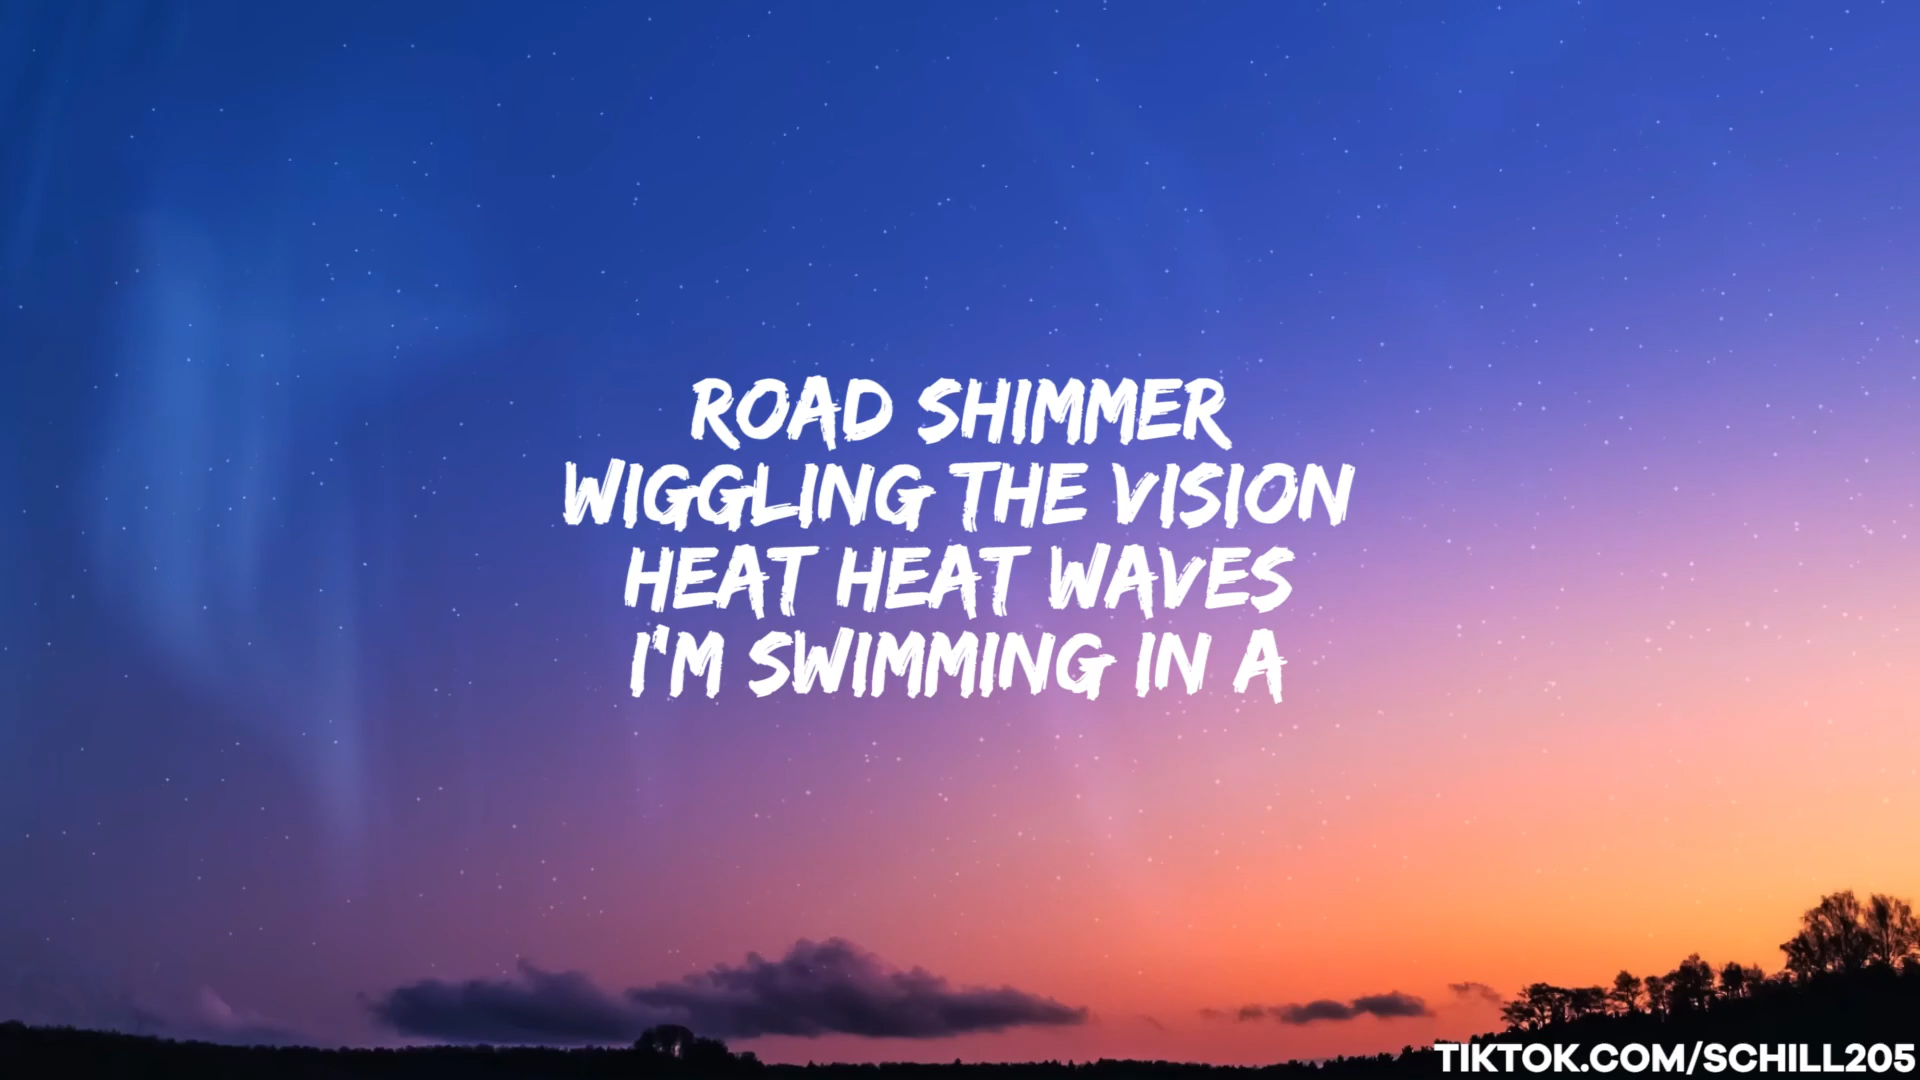 ROAD SHIMMER
WIGGLING THE VISION
HEAT HEAT WAVES
I'M SWIMMING IN A
TIKTOK.COM/SCHILL205